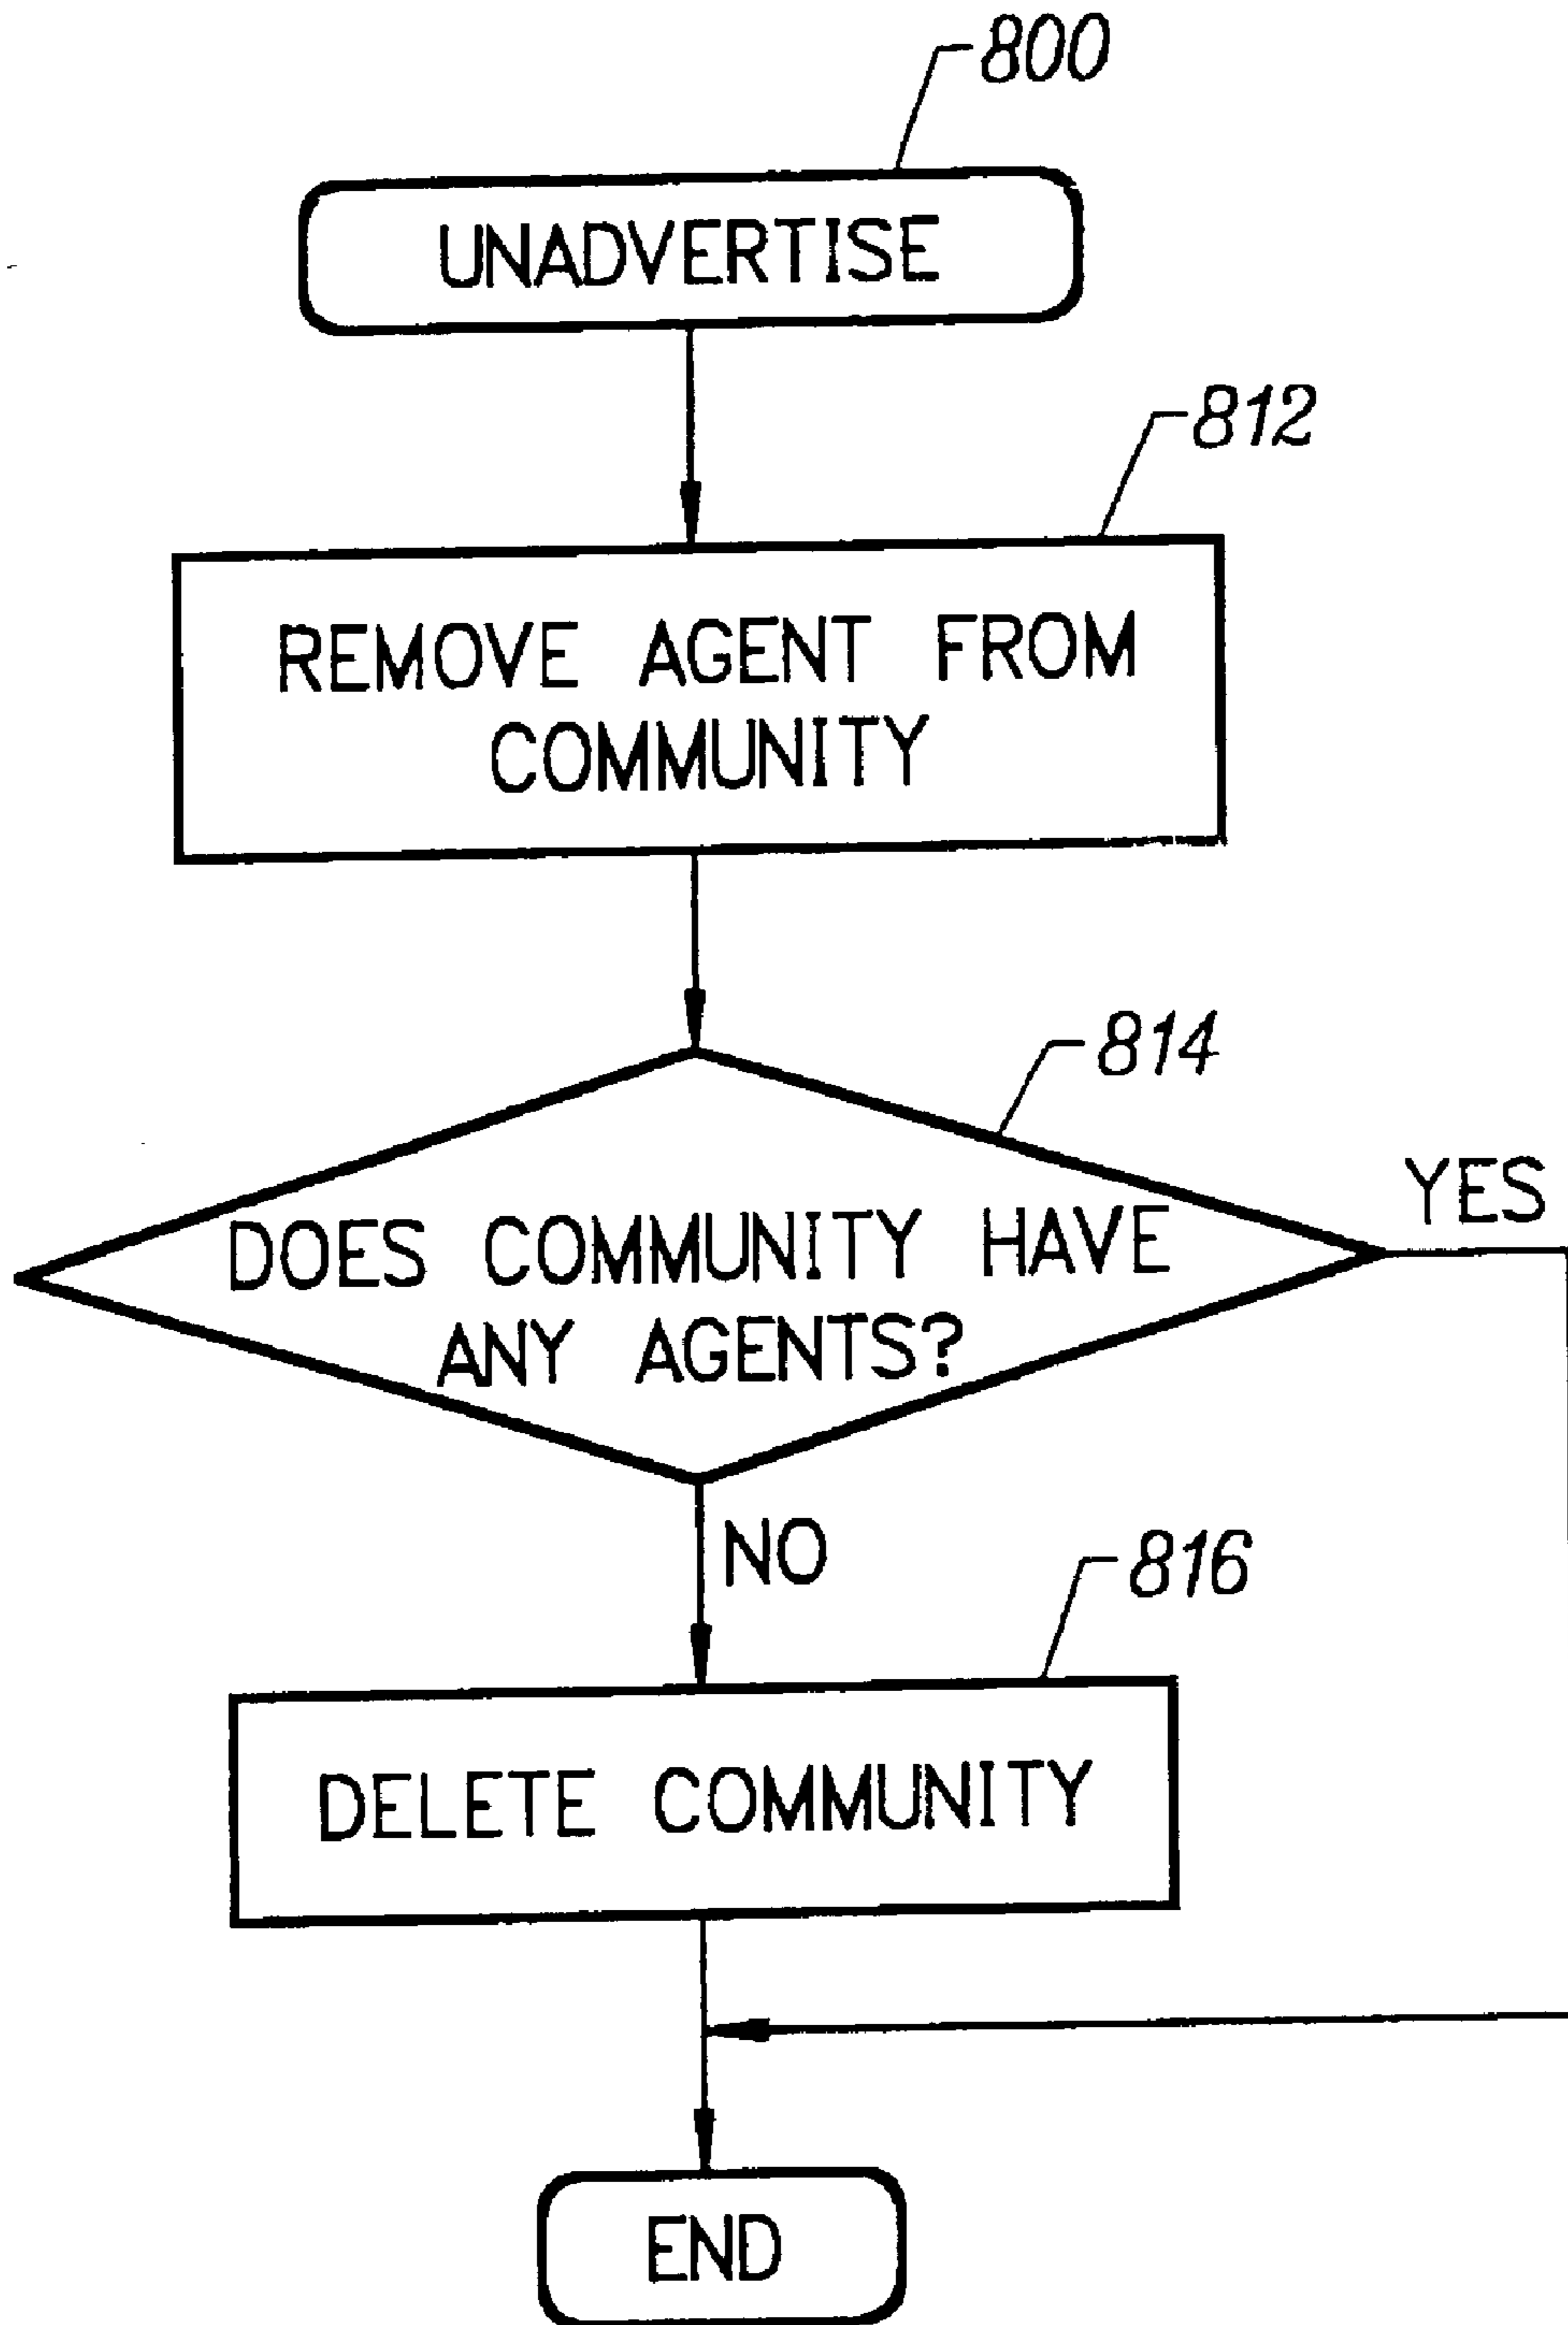 800
UNADVERTISE
812
REMOVE AGENT FROM
COMMUNITY
814
YES
DOES COMMUNITY HAVE
ANY AGENTS?
NO
816
DELETE COMMUNITY
END